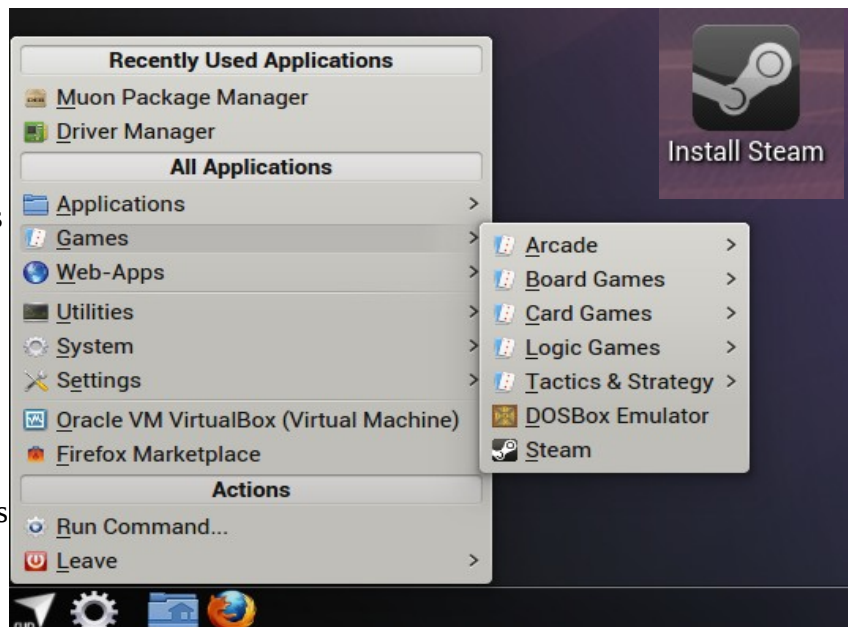 Recently Used Applications
Muon Package Manager
Driver Manager
All Applications
Applications
Games
Web-Apps
Utilities
System
Settings
Oracle VM VirtualBox (Virtual Machine)
Firefox Marketplace
Actions
Run Command...
Leave
Arcade
Board Games
Card Games
Logic Games
Tactics & Strategy
DOSBox Emulator
Steam
Install Steam
s
s